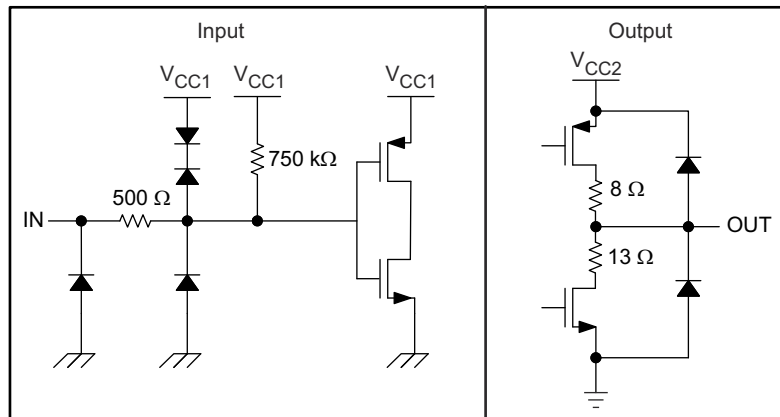 Input
Output
VCC1
VCC1
VCC1
VCC2
750 kΩ
500 Ω
8 Ω
IN
OUT
13 Ω